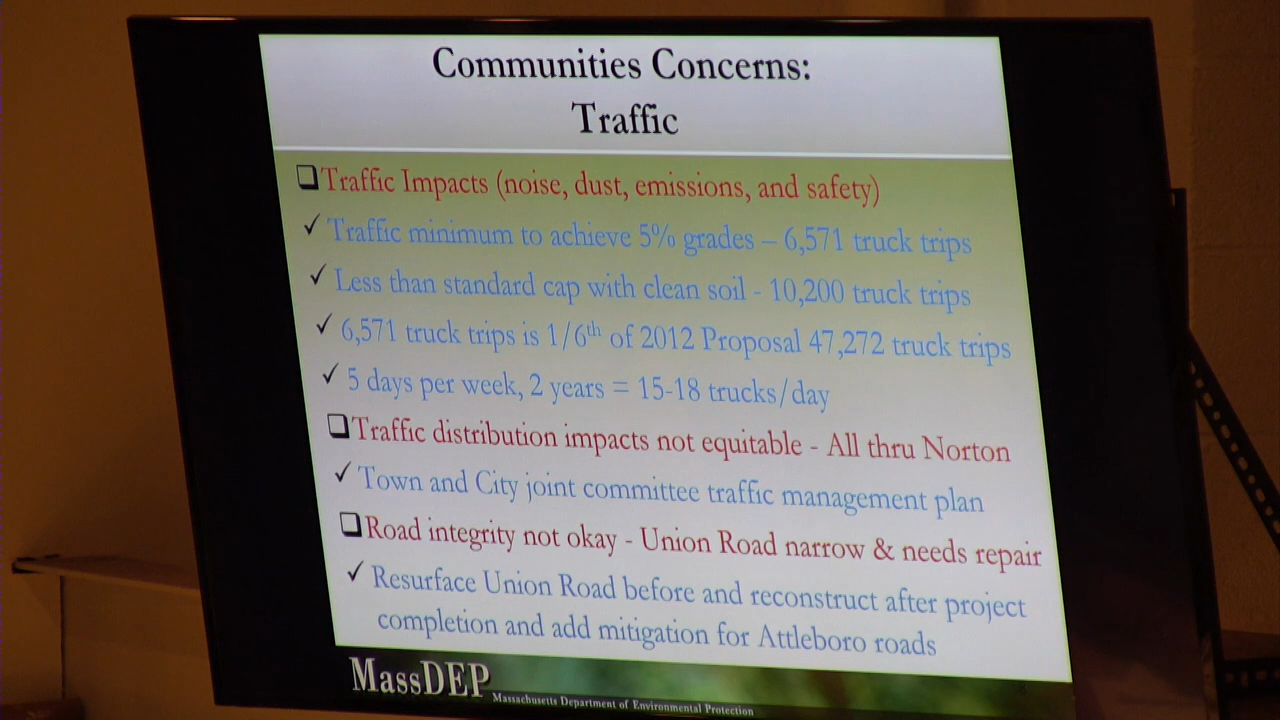 Communities Concerns:
Traffic
❑Traffic Impacts (noise, dust, emissions, and safety)
✓ Traffic minimum to achieve 5% grades – 6,571 truck trips
✓ Less than standard cap with clean soil - 10,200 truck trips
✓ 6,571 truck trips is 1/6th of 2012 Proposal 47,272 truck trips
✓ 5 days per week, 2 years = 15-18 trucks/day
❑Traffic distribution impacts not equitable - All thru Norton
✓ Town and City joint committee traffic management plan
❑Road integrity not okay - Union Road narrow & needs repair
✓ Resurface Union Road before and reconstruct after project
completion and add mitigation for Attleboro roads
MassDEP
Massachusetts Department of Environmental Protection